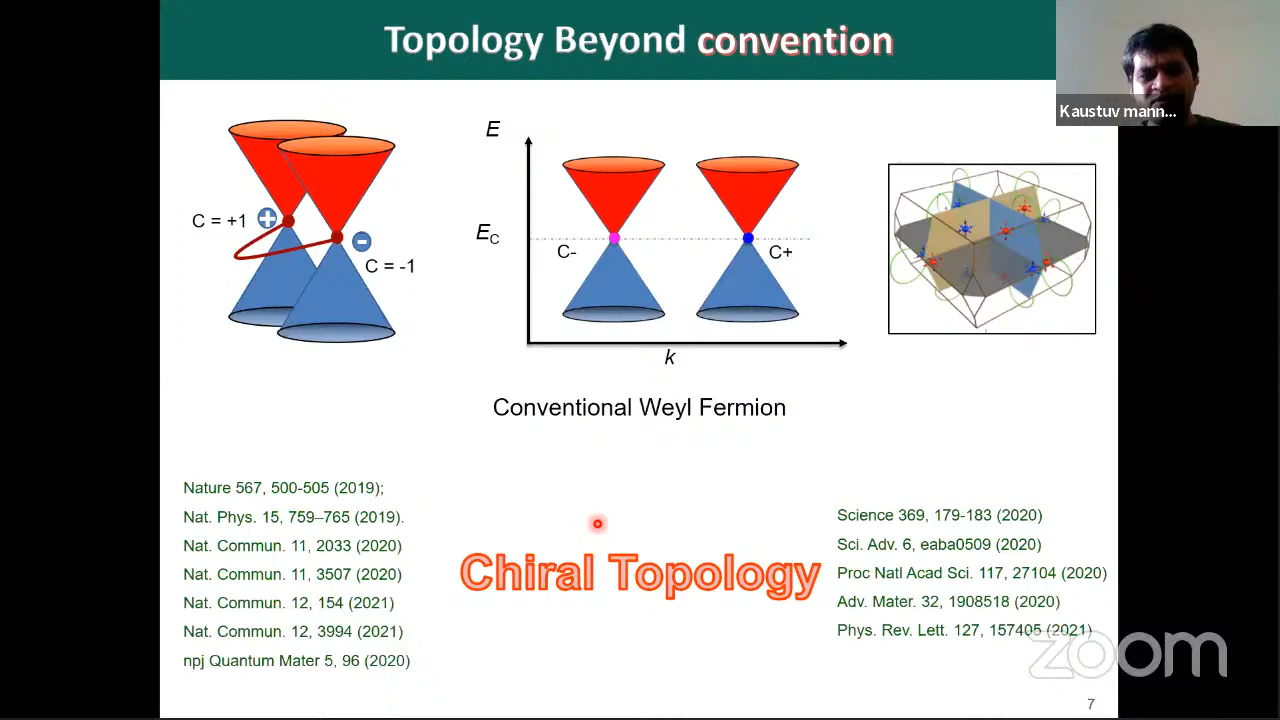 Topology Beyond convention
Kaustuv mann...
C = +1
+
-
C = -1
E
E_C
C-
C+
k
Conventional Weyl Fermion
Nature 567, 500-505 (2019);
Nat. Phys. 15, 759–765 (2019).
Nat. Commun. 11, 2033 (2020)
Nat. Commun. 11, 3507 (2020)
Nat. Commun. 12, 154 (2021)
Nat. Commun. 12, 3994 (2021)
npj Quantum Mater 5, 96 (2020)
Chiral Topology
Science 369, 179-183 (2020)
Sci. Adv. 6, eaba0509 (2020)
Proc Natl Acad Sci. 117, 27104 (2020)
Adv. Mater. 32, 1908518 (2020)
Phys. Rev. Lett. 127, 157405 (2021)
zoom
7